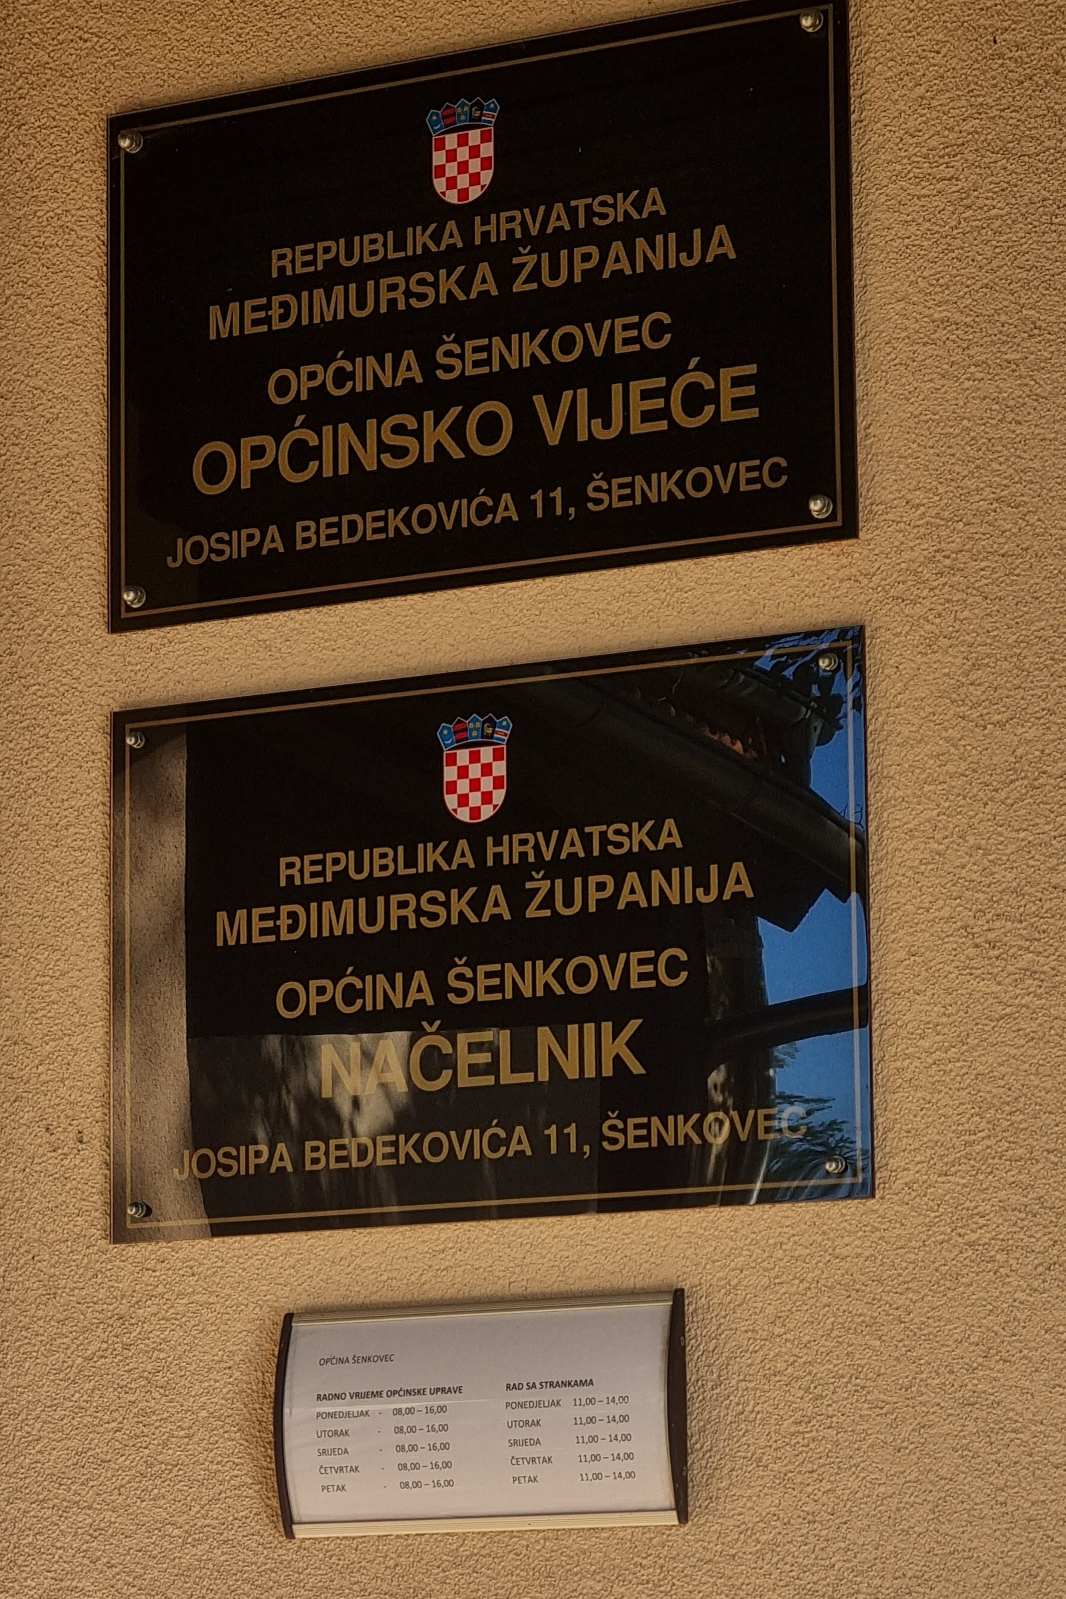 REPUBLIKA HRVATSKA
MEĐIMURSKA ŽUPANIJA
OPĆINA ŠENKOVEC
OPĆINSKO VIJEĆE
JOSIPA BEDEKOVIĆA 11, ŠENKOVEC
REPUBLIKA HRVATSKA
MEĐIMURSKA ŽUPANIJA
OPĆINA ŠENKOVEC
NAČELNIK
JOSIPA BEDEKOVIĆA 11, ŠENKOVEC
OPĆINA ŠENKOVEC
RADNO VRIJEME OPĆINSKE UPRAVE
PONEDJELJAK - 08,00 – 16,00
UTORAK - 08,00 – 16,00
SRIJEDA - 08,00 – 16,00
ČETVRTAK - 08,00 – 16,00
PETAK - 08,00 – 16,00
RAD SA STRANKAMA
PONEDJELJAK 11,00 – 14,00
UTORAK 11,00 – 14,00
SRIJEDA 11,00 – 14,00
ČETVRTAK 11,00 – 14,00
PETAK 11,00 – 14,00